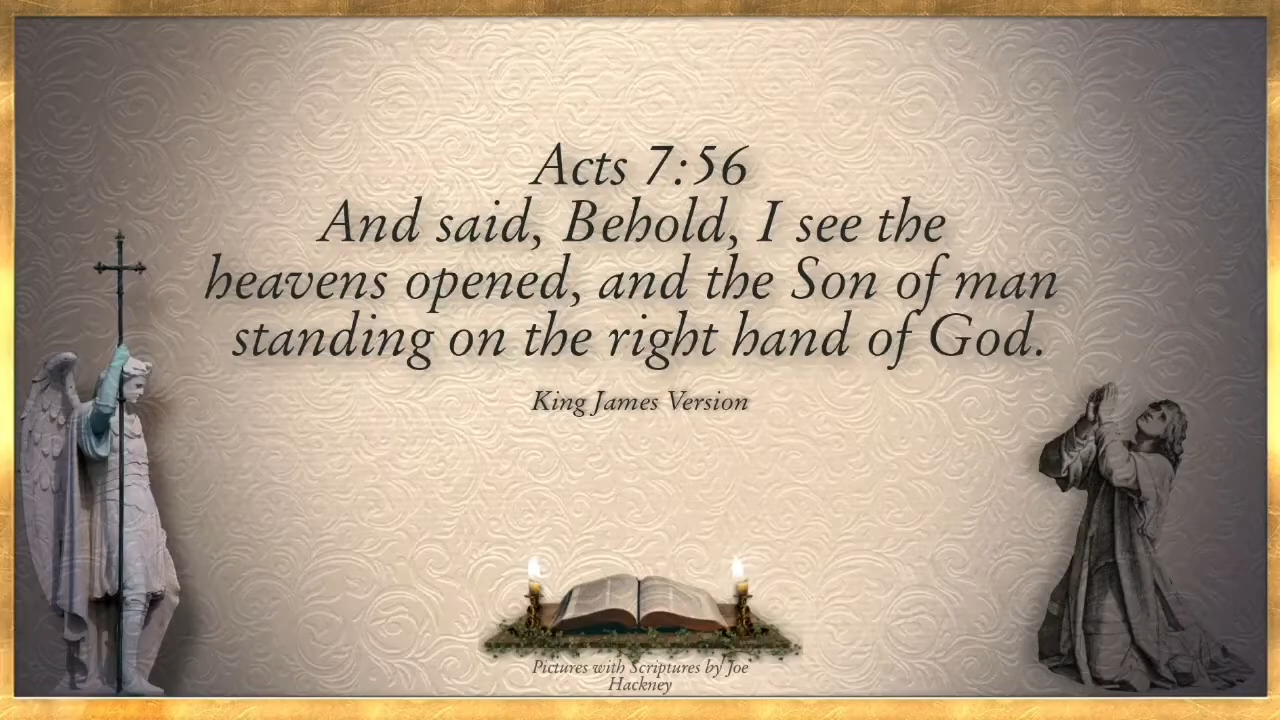 Acts 7:56
And said, Behold, I see the
heavens opened, and the Son of man
standing on the right hand of God.
King James Version
Pictures with Scriptures by Joe
Hackney